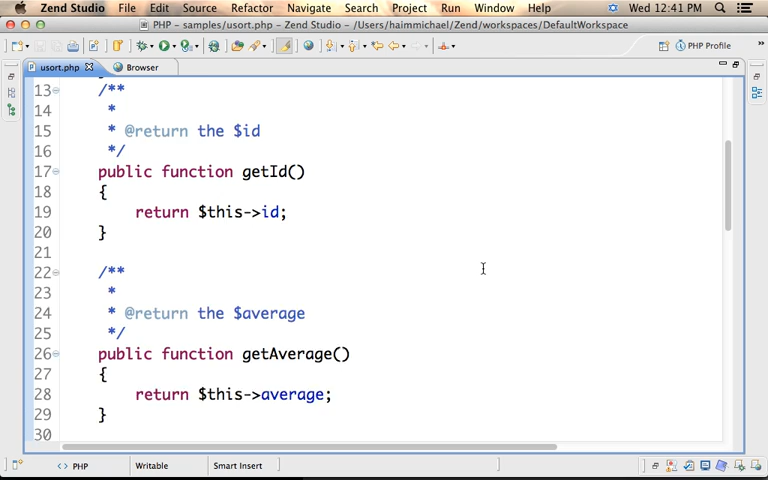 Zend Studio File Edit Source Refactor Navigate Search Project Run Window Help Wed 12:41 PM
PHP - samples/usort.php - Zend Studio - /Users/haimmichael/Zend/workspaces/DefaultWorkspace
PHP Profile
usort.php Browser
13 /**
14 *
15 * @return the $id
16 */
17 public function getId()
18 {
19 return $this->id;
20 }
21
22 /**
23 *
24 * @return the $average
25 */
26 public function getAverage()
27 {
28 return $this->average;
29 }
30
<> PHP Writable Smart Insert